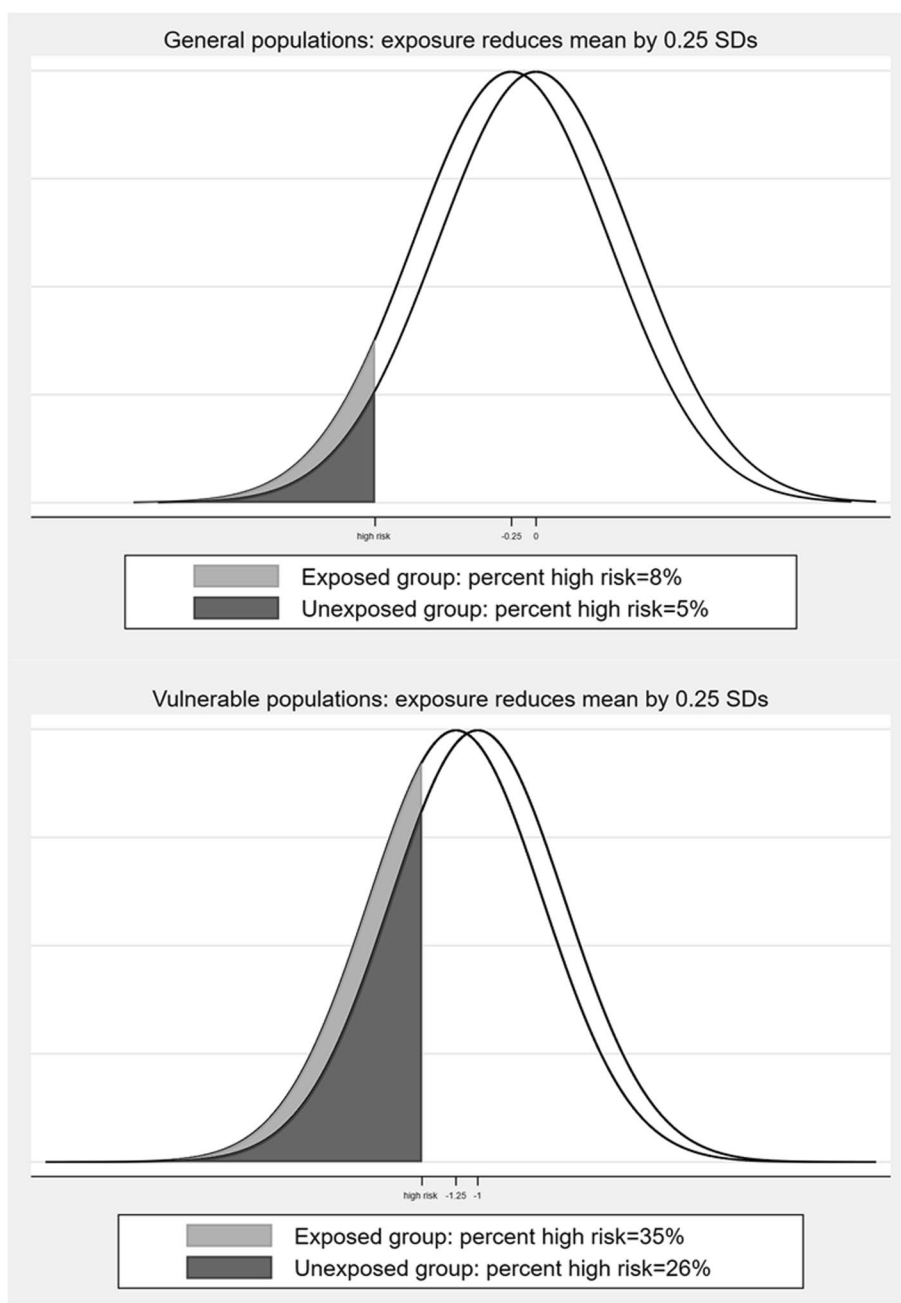 General populations: exposure reduces mean by 0.25 SDs
high risk -0.25 0
Exposed group: percent high risk=8%
Unexposed group: percent high risk=5%
Vulnerable populations: exposure reduces mean by 0.25 SDs
high risk -1.25 -1
Exposed group: percent high risk=35%
Unexposed group: percent high risk=26%